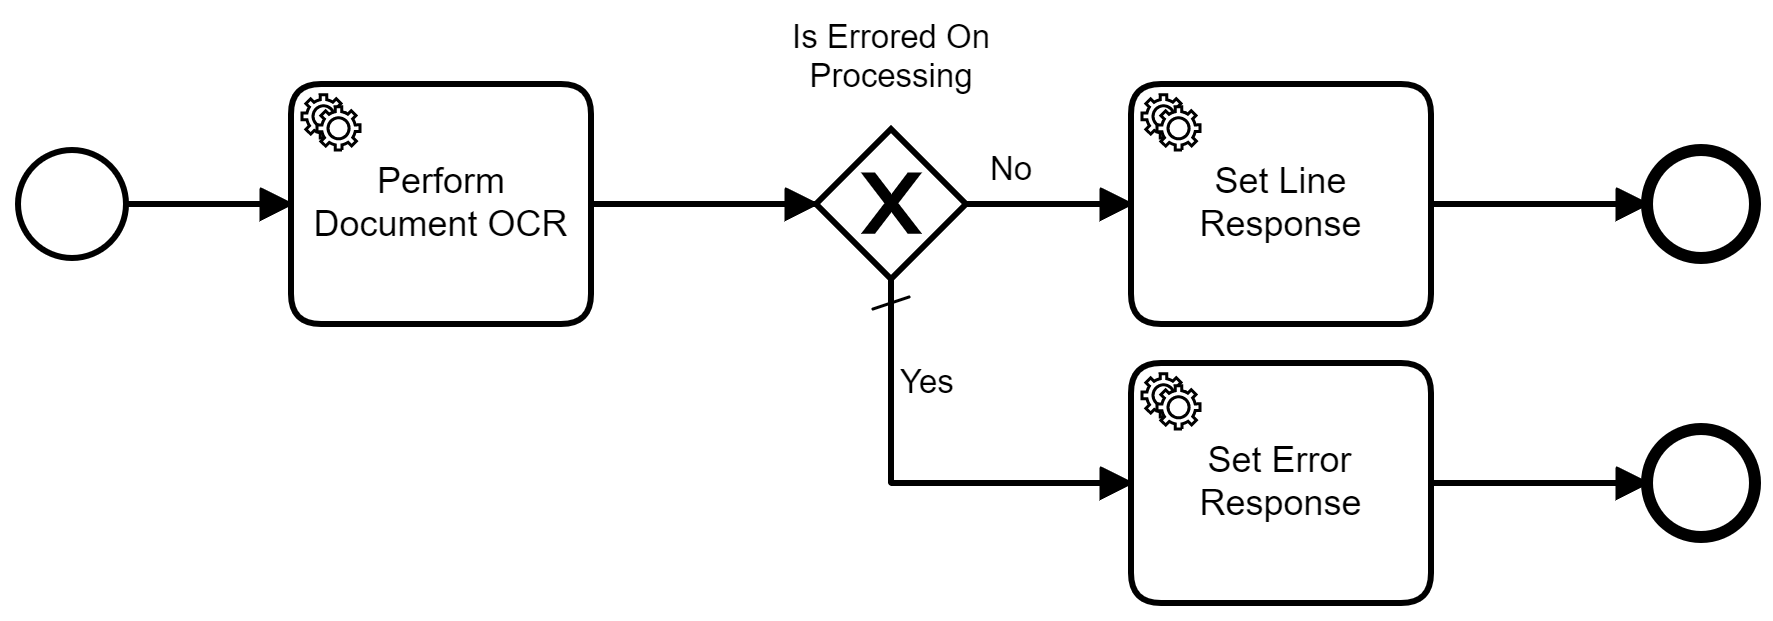 Is Errored On
Processing
Perform
Document OCR
X
No
Set Line
Response
Yes
Set Error
Response